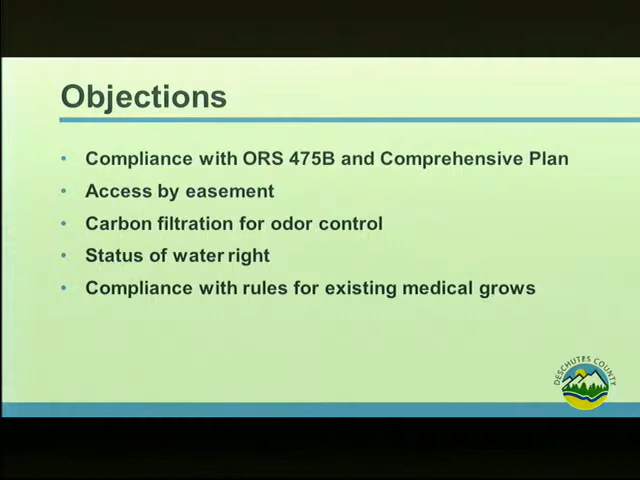 Objections
• Compliance with ORS 475B and Comprehensive Plan
• Access by easement
• Carbon filtration for odor control
• Status of water right
• Compliance with rules for existing medical grows
DESCHUTES COUNTY